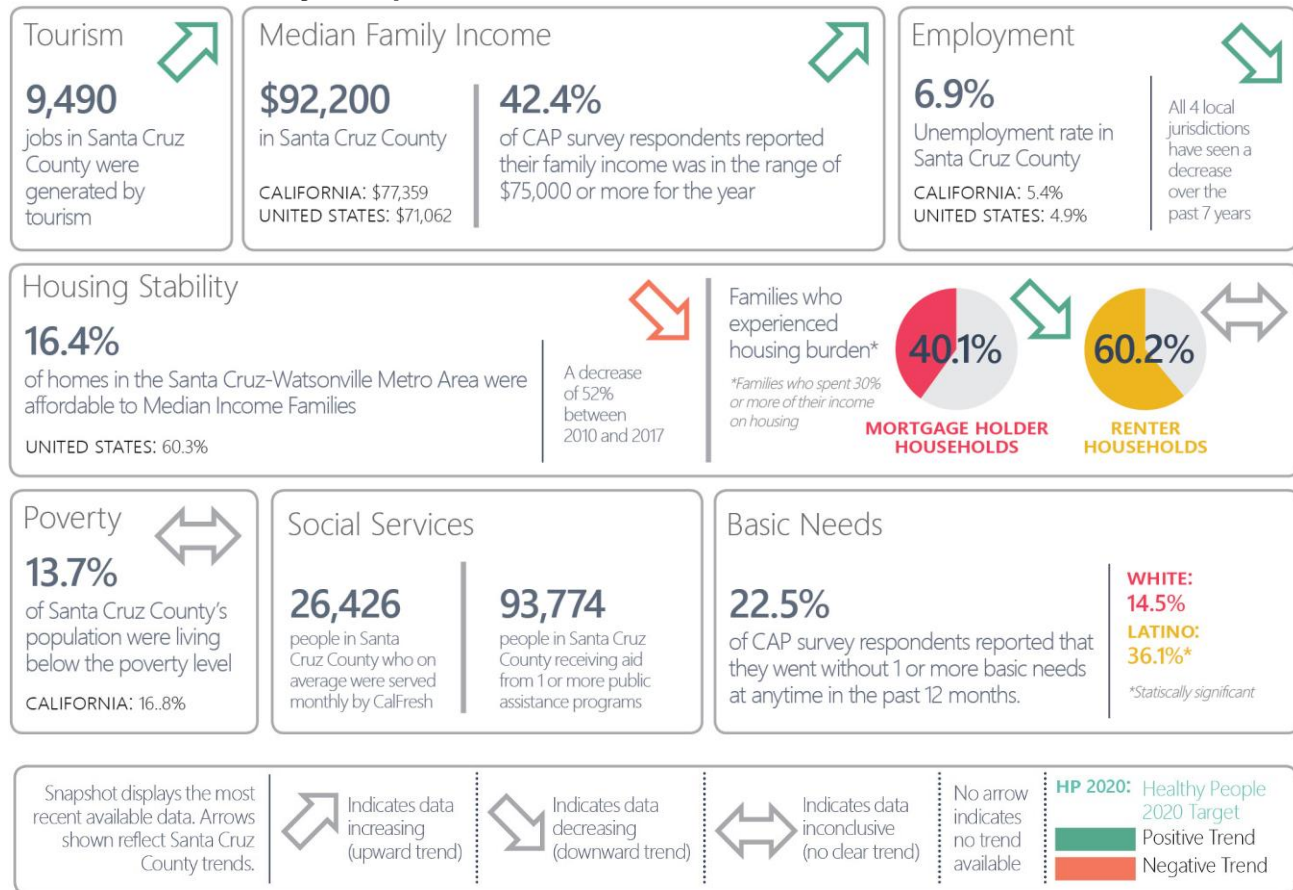 Tourism
9,490
jobs in Santa Cruz
County were
generated by
tourism
Median Family Income
$92,200
in Santa Cruz County
CALIFORNIA: $77,359
UNITED STATES: $71,062
42.4%
of CAP survey respondents reported
their family income was in the range of
$75,000 or more for the year
Employment
6.9%
Unemployment rate in
Santa Cruz County
CALIFORNIA: 5.4%
UNITED STATES: 4.9%
All 4 local
jurisdictions
have seen a
decrease
over the
past 7 years
Housing Stability
16.4%
of homes in the Santa Cruz-Watsonville Metro Area were
affordable to Median Income Families
UNITED STATES: 60.3%
A decrease
of 52%
between
2010 and 2017
Families who
experienced
housing burden*
*Families who spent 30%
or more of their income
on housing
40.1%
MORTGAGE HOLDER
HOUSEHOLDS
60.2%
RENTER
HOUSEHOLDS
Poverty
13.7%
of Santa Cruz County's
population were living
below the poverty level
CALIFORNIA: 16..8%
Social Services
26,426
people in Santa
Cruz County who on
average were served
monthly by CalFresh
93,774
people in Santa Cruz
County receiving aid
from 1 or more public
assistance programs
Basic Needs
22.5%
of CAP survey respondents reported that
they went without 1 or more basic needs
at anytime in the past 12 months.
WHITE:
14.5%
LATINO:
36.1%*
*Statiscally significant
Snapshot displays the most
recent available data. Arrows
shown reflect Santa Cruz
County trends.
Indicates data
increasing
(upward trend)
Indicates data
decreasing
(downward trend)
Indicates data
inconclusive
(no clear trend)
No arrow
indicates
no trend
available
HP 2020: Healthy People
2020 Target
Positive Trend
Negative Trend